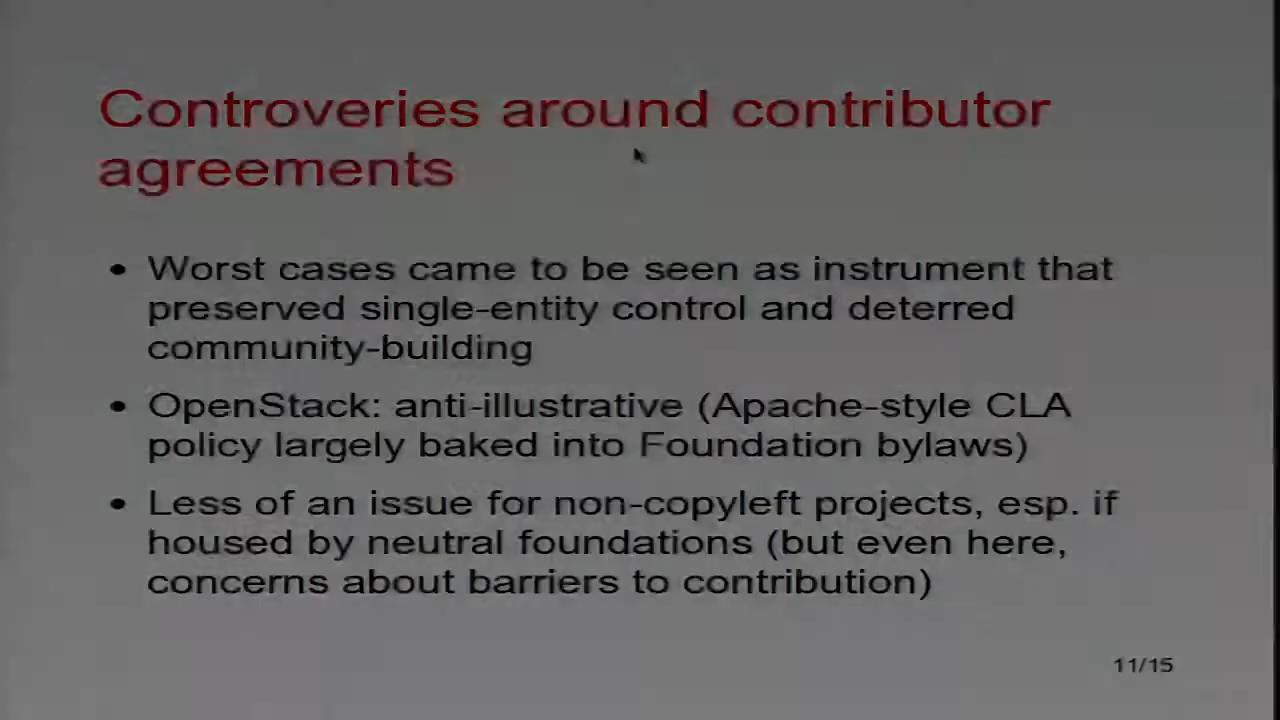 Controveries around contributor
agreements
• Worst cases came to be seen as instrument that
preserved single-entity control and deterred
community-building
• OpenStack: anti-illustrative (Apache-style CLA
policy largely baked into Foundation bylaws)
• Less of an issue for non-copyleft projects, esp. if
housed by neutral foundations (but even here,
concerns about barriers to contribution)
11/15